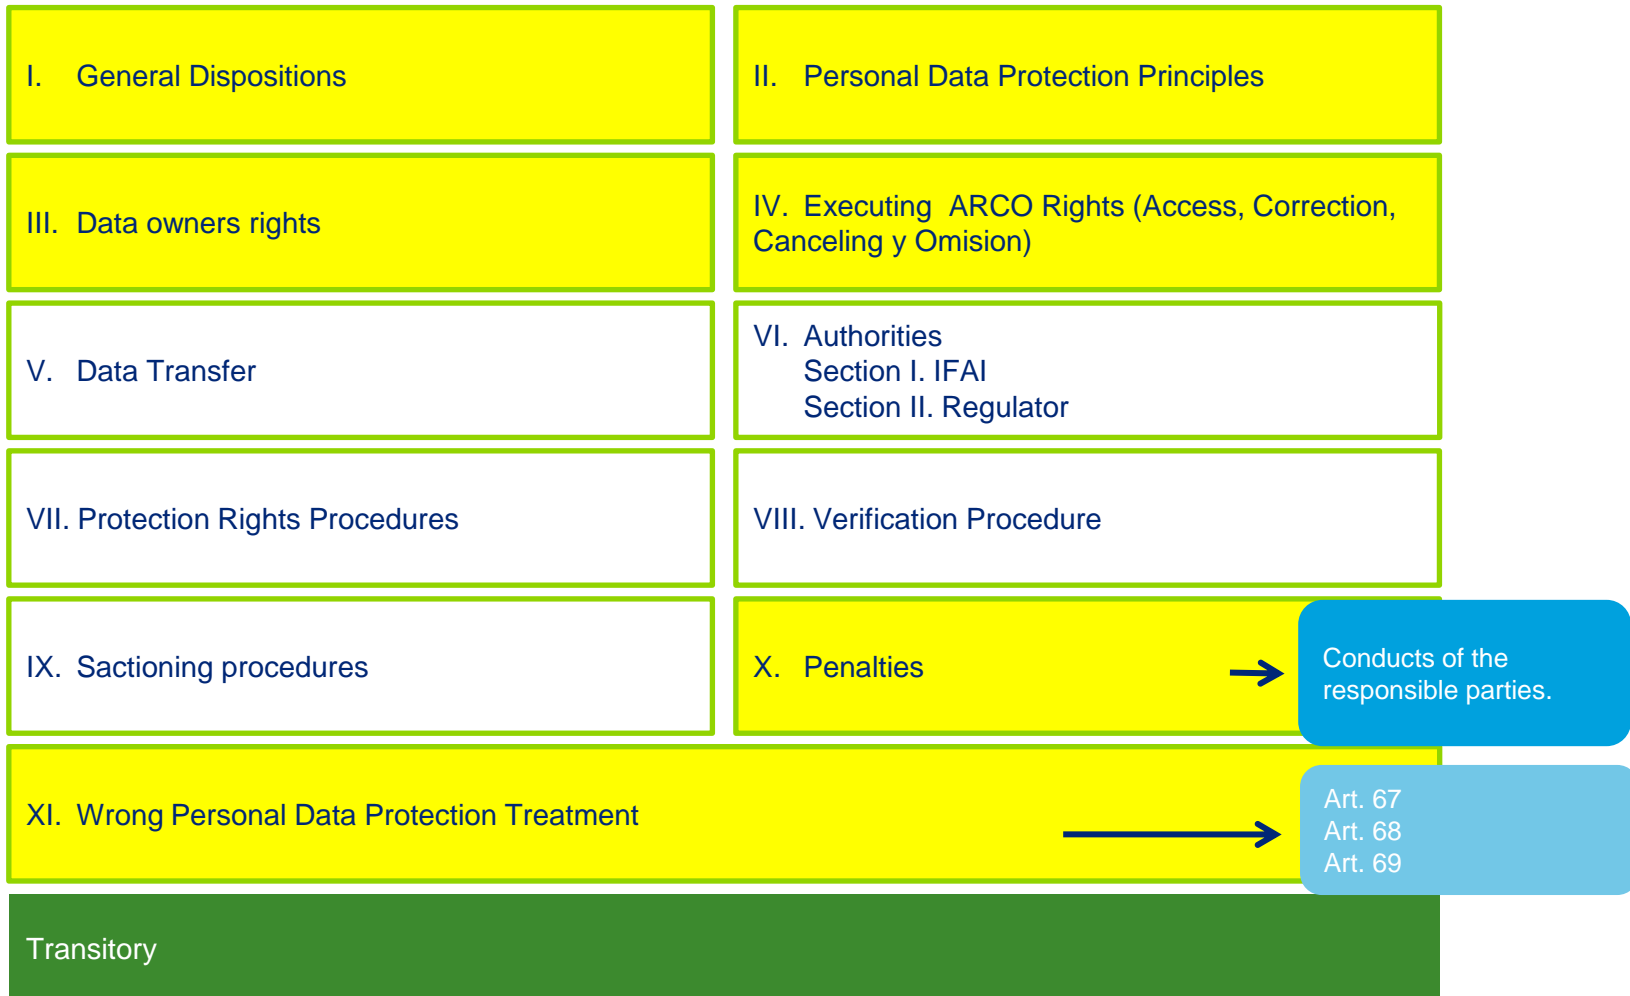 I. General Dispositions
II. Personal Data Protection Principles
III. Data owners rights
IV. Executing ARCO Rights (Access, Correction,
Canceling y Omision)
V. Data Transfer
VI. Authorities
Section I. IFAI
Section II. Regulator
VII. Protection Rights Procedures
VIII. Verification Procedure
IX. Sactioning procedures
X. Penalties
Conducts of the
responsible parties.
XI. Wrong Personal Data Protection Treatment
Art. 67
Art. 68
Art. 69
Transitory